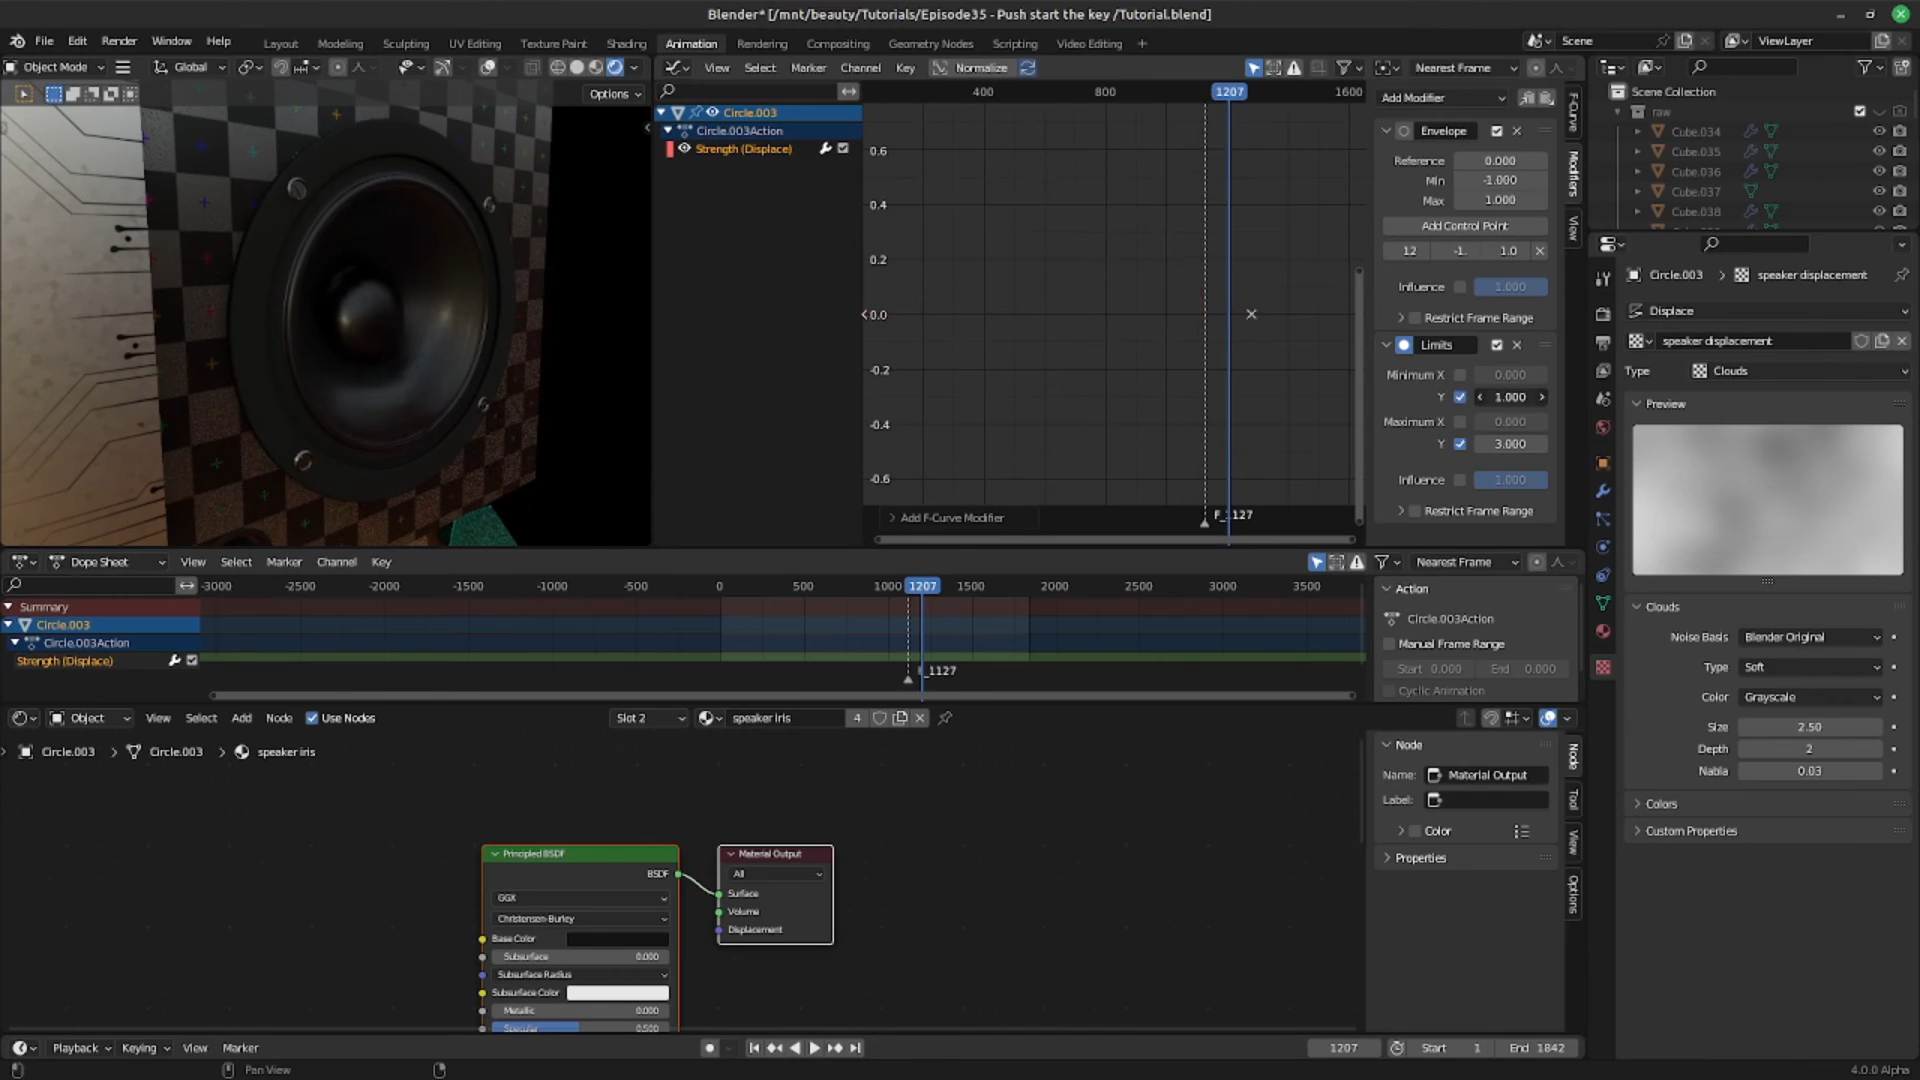 Blender* [/mnt/beauty/Tutorials/Episode35 - Push start the key /Tutorial.blend]
File Edit Render Window Help Layout Modeling Sculpting UV Editing Texture Paint Shading Animation Rendering Compositing Geometry Nodes Scripting Video Editing + Scene ViewLayer
Object Mode Global View Select Marker Channel Key Normalize Nearest Frame
Options 400 800 1207 1600 Add Modifier Scene Collection
Circle.003 raw
Circle.003Action Envelope Cube.034
Strength (Displace) 0.6 Reference 0.000 Cube.035
Min -1.000 Cube.036
Max 1.000 Cube.037
0.4 Add Control Point Cube.038
12 -1. 1.0
0.2 Influence 1.000
Restrict Frame Range
0.0 Limits
-0.2 Minimum X 0.000
Y 1.000
-0.4 Maximum X 0.000
Y 3.000
-0.6 Influence 1.000
Add F-Curve Modifier F_1127 Restrict Frame Range
F-Curve
Modifiers
View
Circle.003 speaker displacement
Displace
speaker displacement
Type Clouds
Preview
Clouds
Noise Basis Blender Original
Type Soft
Color Grayscale
Size 2.50
Depth 2
Nabla 0.03
Colors
Custom Properties
Dope Sheet View Select Marker Channel Key Nearest Frame
-3000 -2500 -2000 -1500 -1000 -500 0 500 1000 1207 1500 2000 2500 3000 3500 Action
Summary
Circle.003 Circle.003Action
Circle.003Action Manual Frame Range
Strength (Displace) _1127 Start 0.000 End 0.000
Cyclic Animation
Object View Select Add Node Use Nodes Slot 2 speaker iris 4
Circle.003 Circle.003 speaker iris
Node
Name: Material Output
Label:
Color
Properties
Node
Tool
View
Options
Principled BSDF
BSDF
GGX
Christensen-Burley
Base Color
Subsurface 0.000
Subsurface Radius
Subsurface Color
Metallic 0.000
Specular 0.500
Material Output
All
Surface
Volume
Displacement
Playback Keying View Marker 1207 Start 1 End 1842
Pan View 4.0.0 Alpha